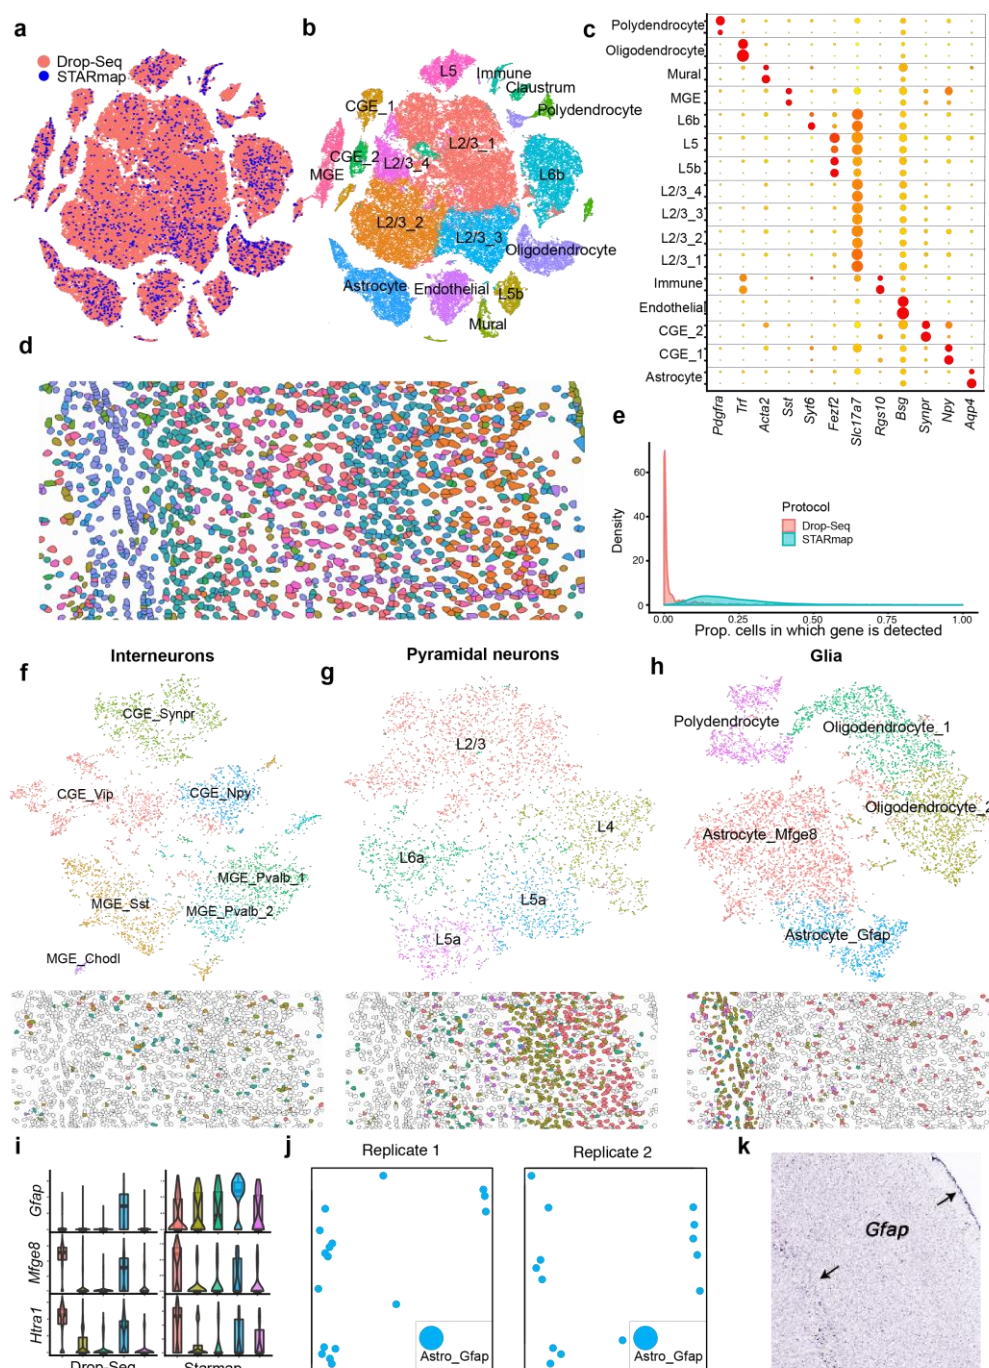 a
Drop-Seq
STARmap
b
L5
Immune
Claustrum
Polydendrocyte
CGE_1
L2/3_1
CGE_2
L2/3_4
MGE
L6b
L2/3_2
L2/3_3
Oligodendrocyte
Astrocyte
Endothelial
L5b
Mural
c
Polydendrocyte
Oligodendrocyte
Mural
MGE
L6b
L5
L5b
L2/3_4
L2/3_3
L2/3_2
L2/3_1
Immune
Endothelial
CGE_2
CGE_1
Astrocyte
Pdgfra
Trf
Acta2
Sst
Syt6
Fezf2
Slc17a7
Rgs10
Bsg
Synpr
Npy
Aqp4
d
e
Density
60
40
20
0
0.00 0.25 0.50 0.75 1.00
Prop. cells in which gene is detected
Protocol
Drop-Seq
STARmap
f
Interneurons
CGE_Synpr
CGE_Vip
CGE_Npy
MGE_Pvalb_1
MGE_Sst
MGE_Pvalb_2
MGE_Chodl
g
Pyramidal neurons
L2/3
L4
L6a
L5a
L5a
h
Glia
Polydendrocyte
Oligodendrocyte_1
Oligodendrocyte_2
Astrocyte_Mfge8
Astrocyte_Gfap
i
Gfap
Mfge8
Htra1
Drop-Seq
Starmap
j
Replicate 1
Astro_Gfap
Replicate 2
Astro_Gfap
k
Gfap